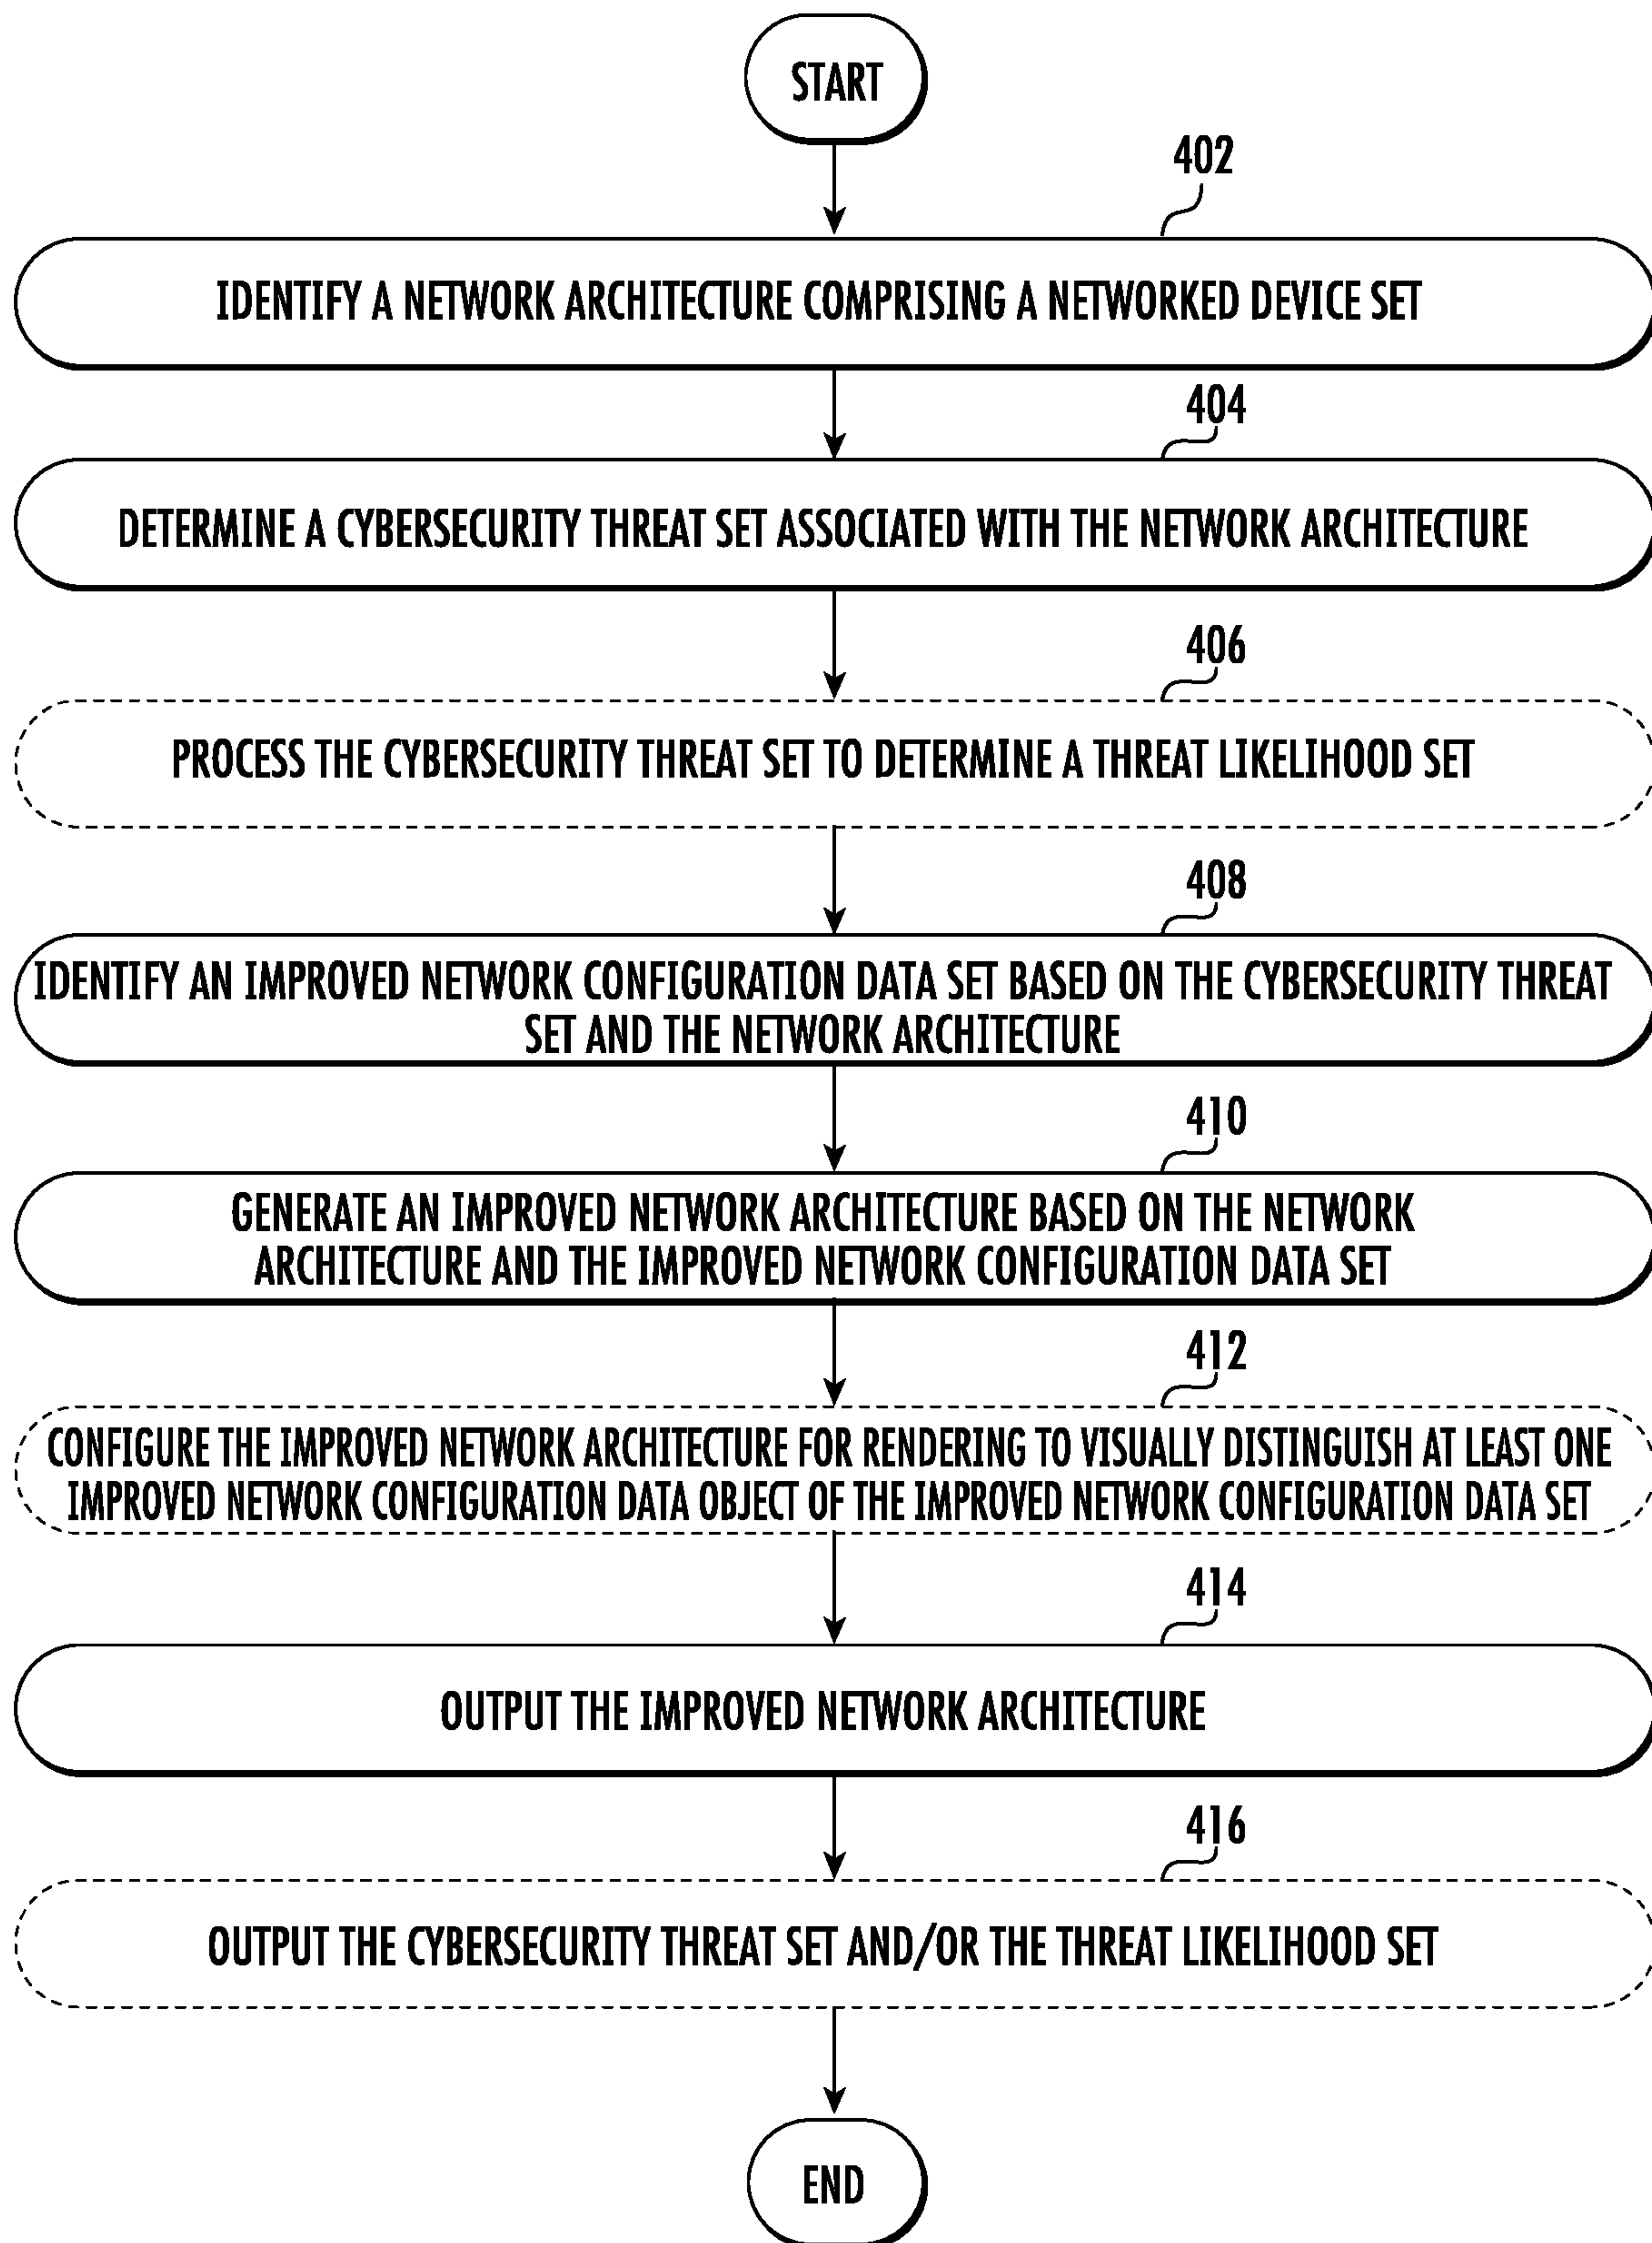 START
402
IDENTIFY A NETWORK ARCHITECTURE COMPRISING A NETWORKED DEVICE SET
404
DETERMINE A CYBERSECURITY THREAT SET ASSOCIATED WITH THE NETWORK ARCHITECTURE
406
PROCESS THE CYBERSECURITY THREAT SET TO DETERMINE A THREAT LIKELIHOOD SET
408
IDENTIFY AN IMPROVED NETWORK CONFIGURATION DATA SET BASED ON THE CYBERSECURITY THREAT
SET AND THE NETWORK ARCHITECTURE
410
GENERATE AN IMPROVED NETWORK ARCHITECTURE BASED ON THE NETWORK
ARCHITECTURE AND THE IMPROVED NETWORK CONFIGURATION DATA SET
412
CONFIGURE THE IMPROVED NETWORK ARCHITECTURE FOR RENDERING TO VISUALLY DISTINGUISH AT LEAST ONE
IMPROVED NETWORK CONFIGURATION DATA OBJECT OF THE IMPROVED NETWORK CONFIGURATION DATA SET
414
OUTPUT THE IMPROVED NETWORK ARCHITECTURE
416
OUTPUT THE CYBERSECURITY THREAT SET AND/OR THE THREAT LIKELIHOOD SET
END